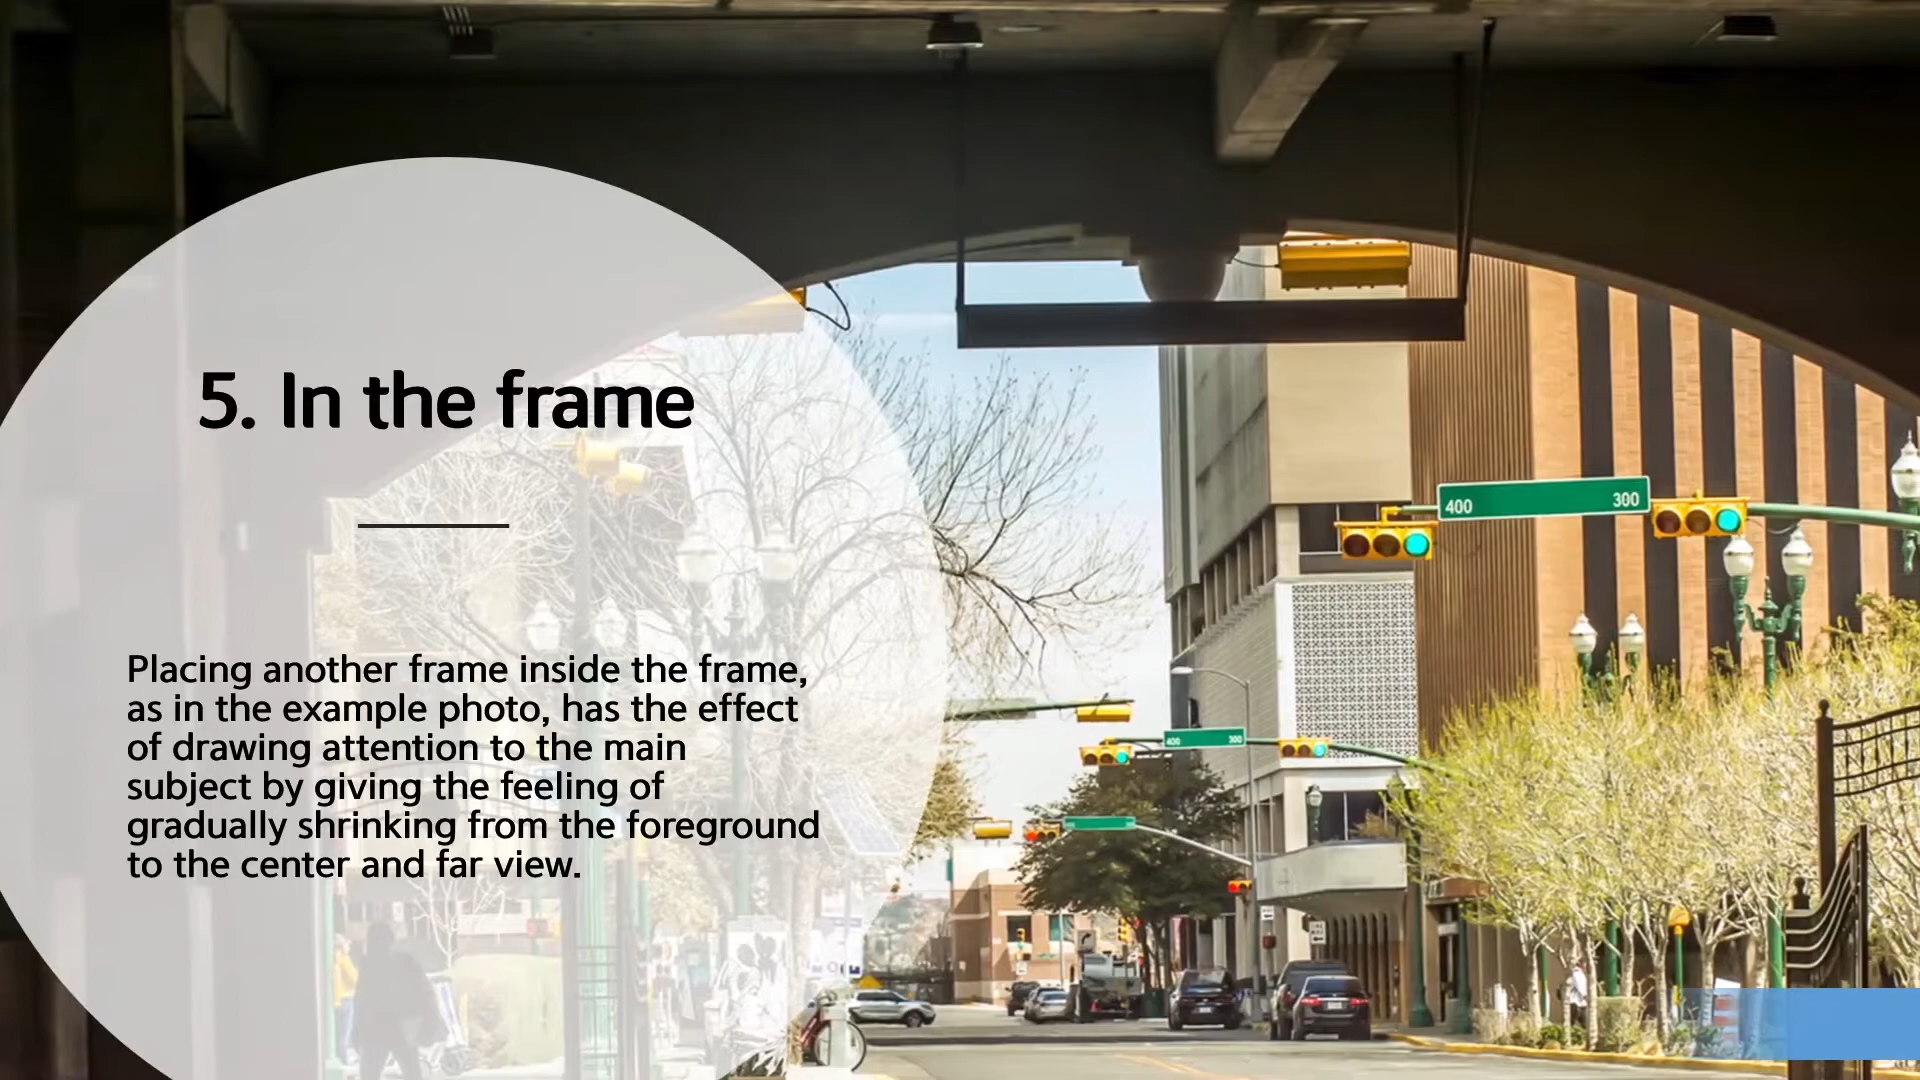 5. In the frame
Placing another frame inside the frame,
as in the example photo, has the effect
of drawing attention to the main
subject by giving the feeling of
gradually shrinking from the foreground
to the center and far view.
400 300
400 300